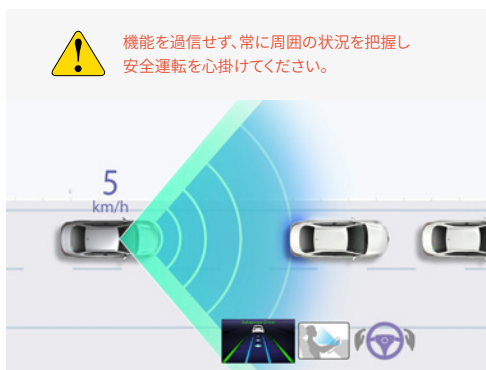 機能を過信せず、常に周囲の状況を把握し
安全運転を心掛けてください。
5
km/h